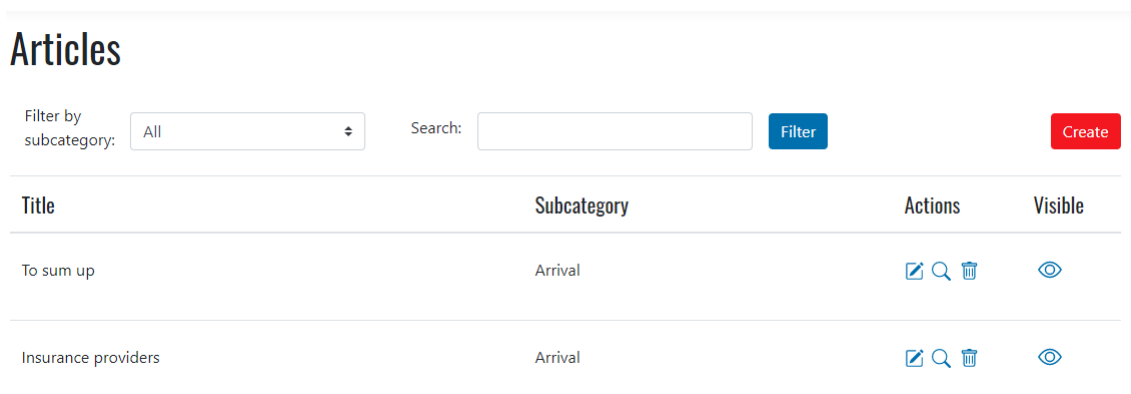 Articles
Filter by
subcategory:
All
Search:
Filter
Create
Title Subcategory Actions Visible
To sum up Arrival
Insurance providers Arrival